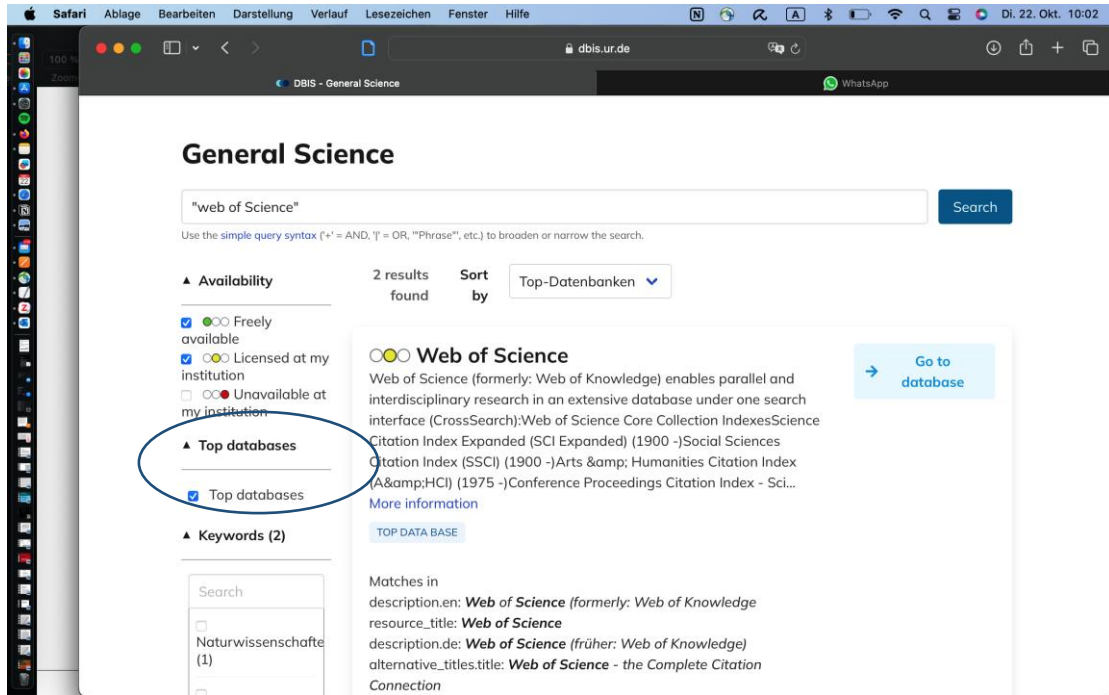 Safari Ablage Bearbeiten Darstellung Verlauf Lesezeichen Fenster Hilfe
A
Di. 22. Okt. 10:02
100 %
Zoom
dbis.ur.de
DBIS - General Science
WhatsApp
General Science
"web of Science"
Search
Use the simple query syntax ('+' = AND, '|' = OR, '"Phrase"', etc.) to broaden or narrow the search.
▲ Availability
Freely
available
Licensed at my
institution
Unavailable at
my institution
▲ Top databases
Top databases
▲ Keywords (2)
Search
Naturwissenschafte
(1)
2 results
found
Sort
by
Top-Datenbanken
Web of Science
Web of Science (formerly: Web of Knowledge) enables parallel and
interdisciplinary research in an extensive database under one search
interface (CrossSearch):Web of Science Core Collection IndexesScience
Citation Index Expanded (SCI Expanded) (1900 -)Social Sciences
Citation Index (SSCI) (1900 -)Arts &amp; Humanities Citation Index
(A&amp;HCI) (1975 -)Conference Proceedings Citation Index - Sci...
More information
TOP DATA BASE
Matches in
description.en: Web of Science (formerly: Web of Knowledge
resource_title: Web of Science
description.de: Web of Science (früher: Web of Knowledge)
alternative_titles.title: Web of Science - the Complete Citation
Connection
→ Go to
database